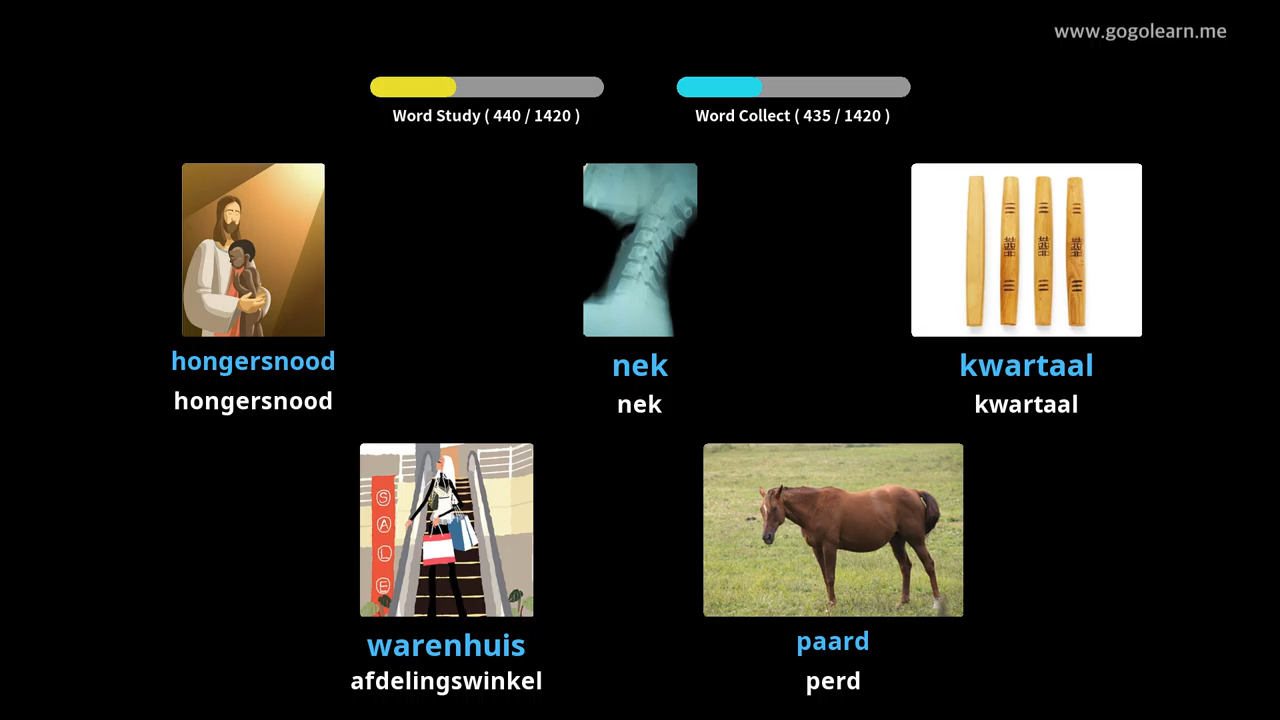 www.gogolearn.me
Word Study ( 440 / 1420 )
Word Collect ( 435 / 1420 )
hongersnood
hongersnood
nek
nek
kwartaal
kwartaal
SALE
warenhuis
afdelingswinkel
paard
perd